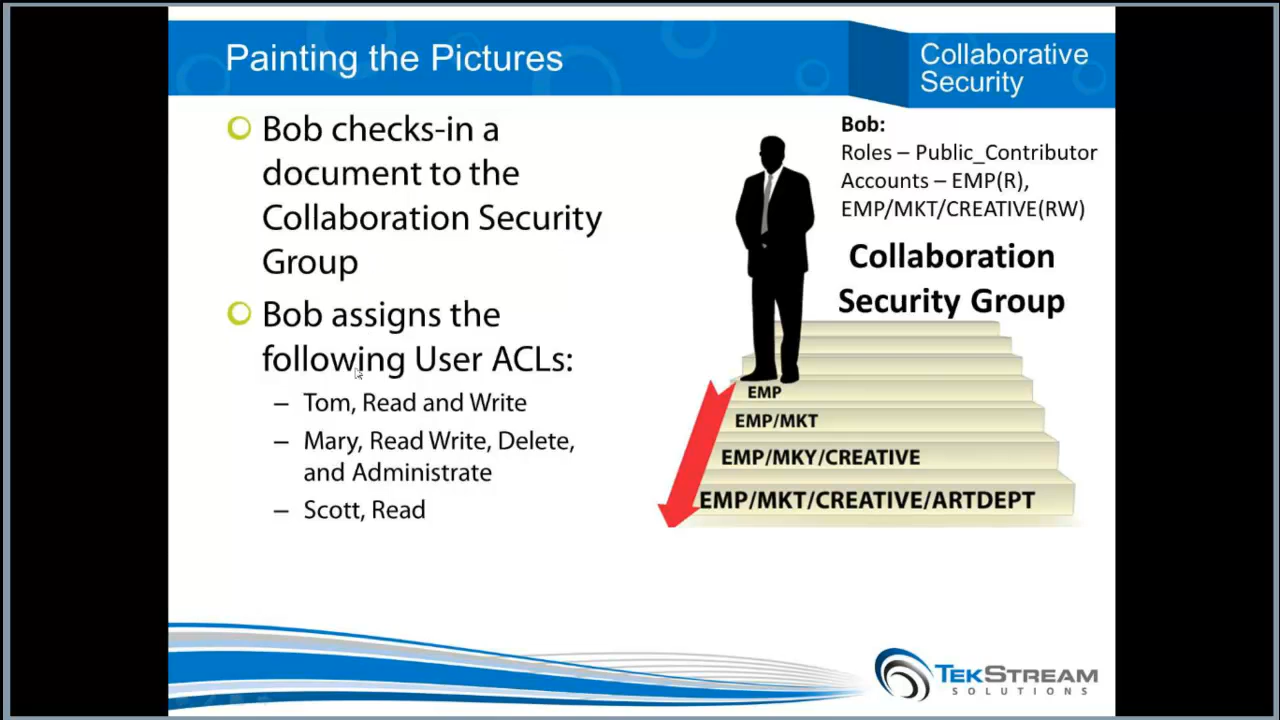 Painting the Pictures
Collaborative
Security
Bob checks-in a
document to the
Collaboration Security
Group
Bob assigns the
following User ACLs:
– Tom, Read and Write
– Mary, Read Write, Delete,
and Administrate
– Scott, Read
Bob:
Roles – Public_Contributor
Accounts – EMP(R),
EMP/MKT/CREATIVE(RW)
Collaboration
Security Group
EMP
EMP/MKT
EMP/MKY/CREATIVE
EMP/MKT/CREATIVE/ARTDEPT
TEKSTREAM
SOLUTIONS